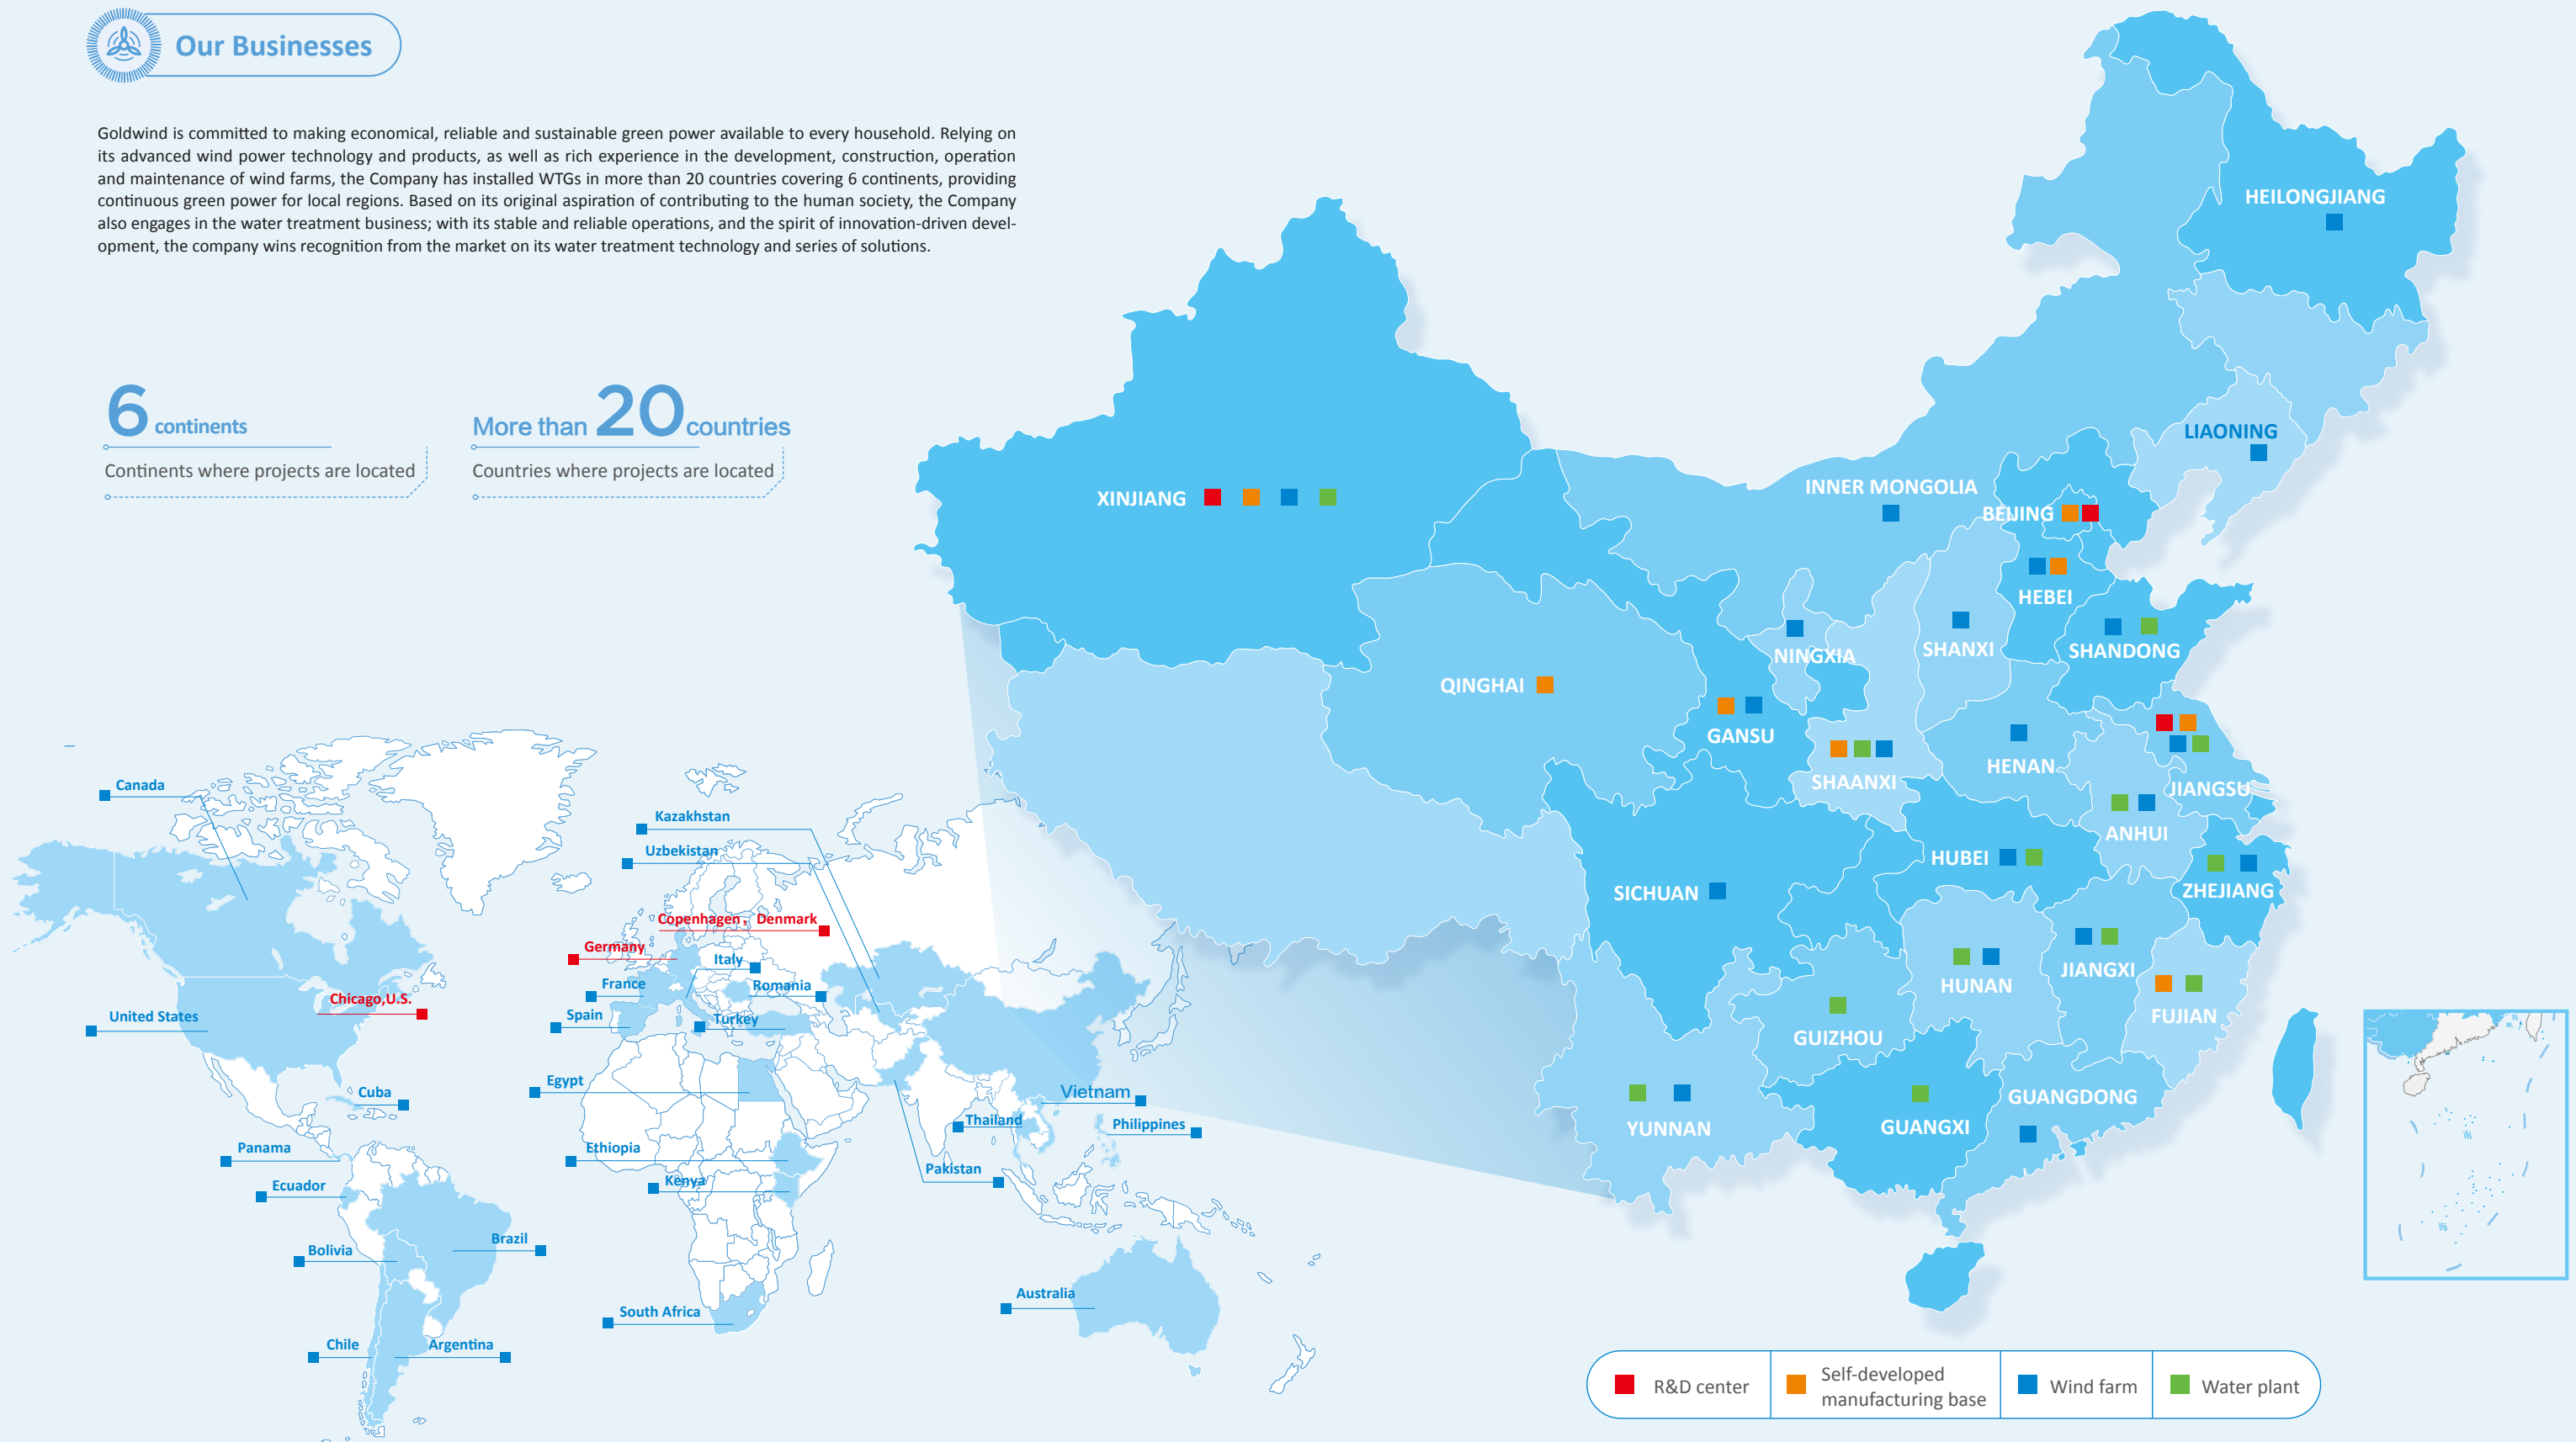 Our Businesses
Goldwind is committed to making economical, reliable and sustainable green power available to every household. Relying on
its advanced wind power technology and products, as well as rich experience in the development, construction, operation
and maintenance of wind farms, the Company has installed WTGs in more than 20 countries covering 6 continents, providing
continuous green power for local regions. Based on its original aspiration of contributing to the human society, the Company
also engages in the water treatment business; with its stable and reliable operations, and the spirit of innovation-driven devel-
opment, the company wins recognition from the market on its water treatment technology and series of solutions.
6 continents
Continents where projects are located
More than 20 countries
Countries where projects are located
Canada
Kazakhstan
Uzbekistan
Copenhagen, Denmark
Germany
Italy
France
Romania
Chicago,U.S.
United States
Spain
Turkey
Egypt
Cuba
Vietnam
Thailand
Philippines
Panama
Ethiopia
Pakistan
Ecuador
Kenya
Brazil
Bolivia
Australia
South Africa
Chile
Argentina
HEILONGJIANG
LIAONING
INNER MONGOLIA
XINJIANG
BEIJING
HEBEI
SHANXI
SHANDONG
NINGXIA
QINGHAI
GANSU
HENAN
SHAANXI
JIANGSU
ANHUI
HUBEI
ZHEJIANG
SICHUAN
JIANGXI
HUNAN
FUJIAN
GUIZHOU
GUANGDONG
GUANGXI
YUNNAN
R&D center
Self-developed
manufacturing base
Wind farm
Water plant